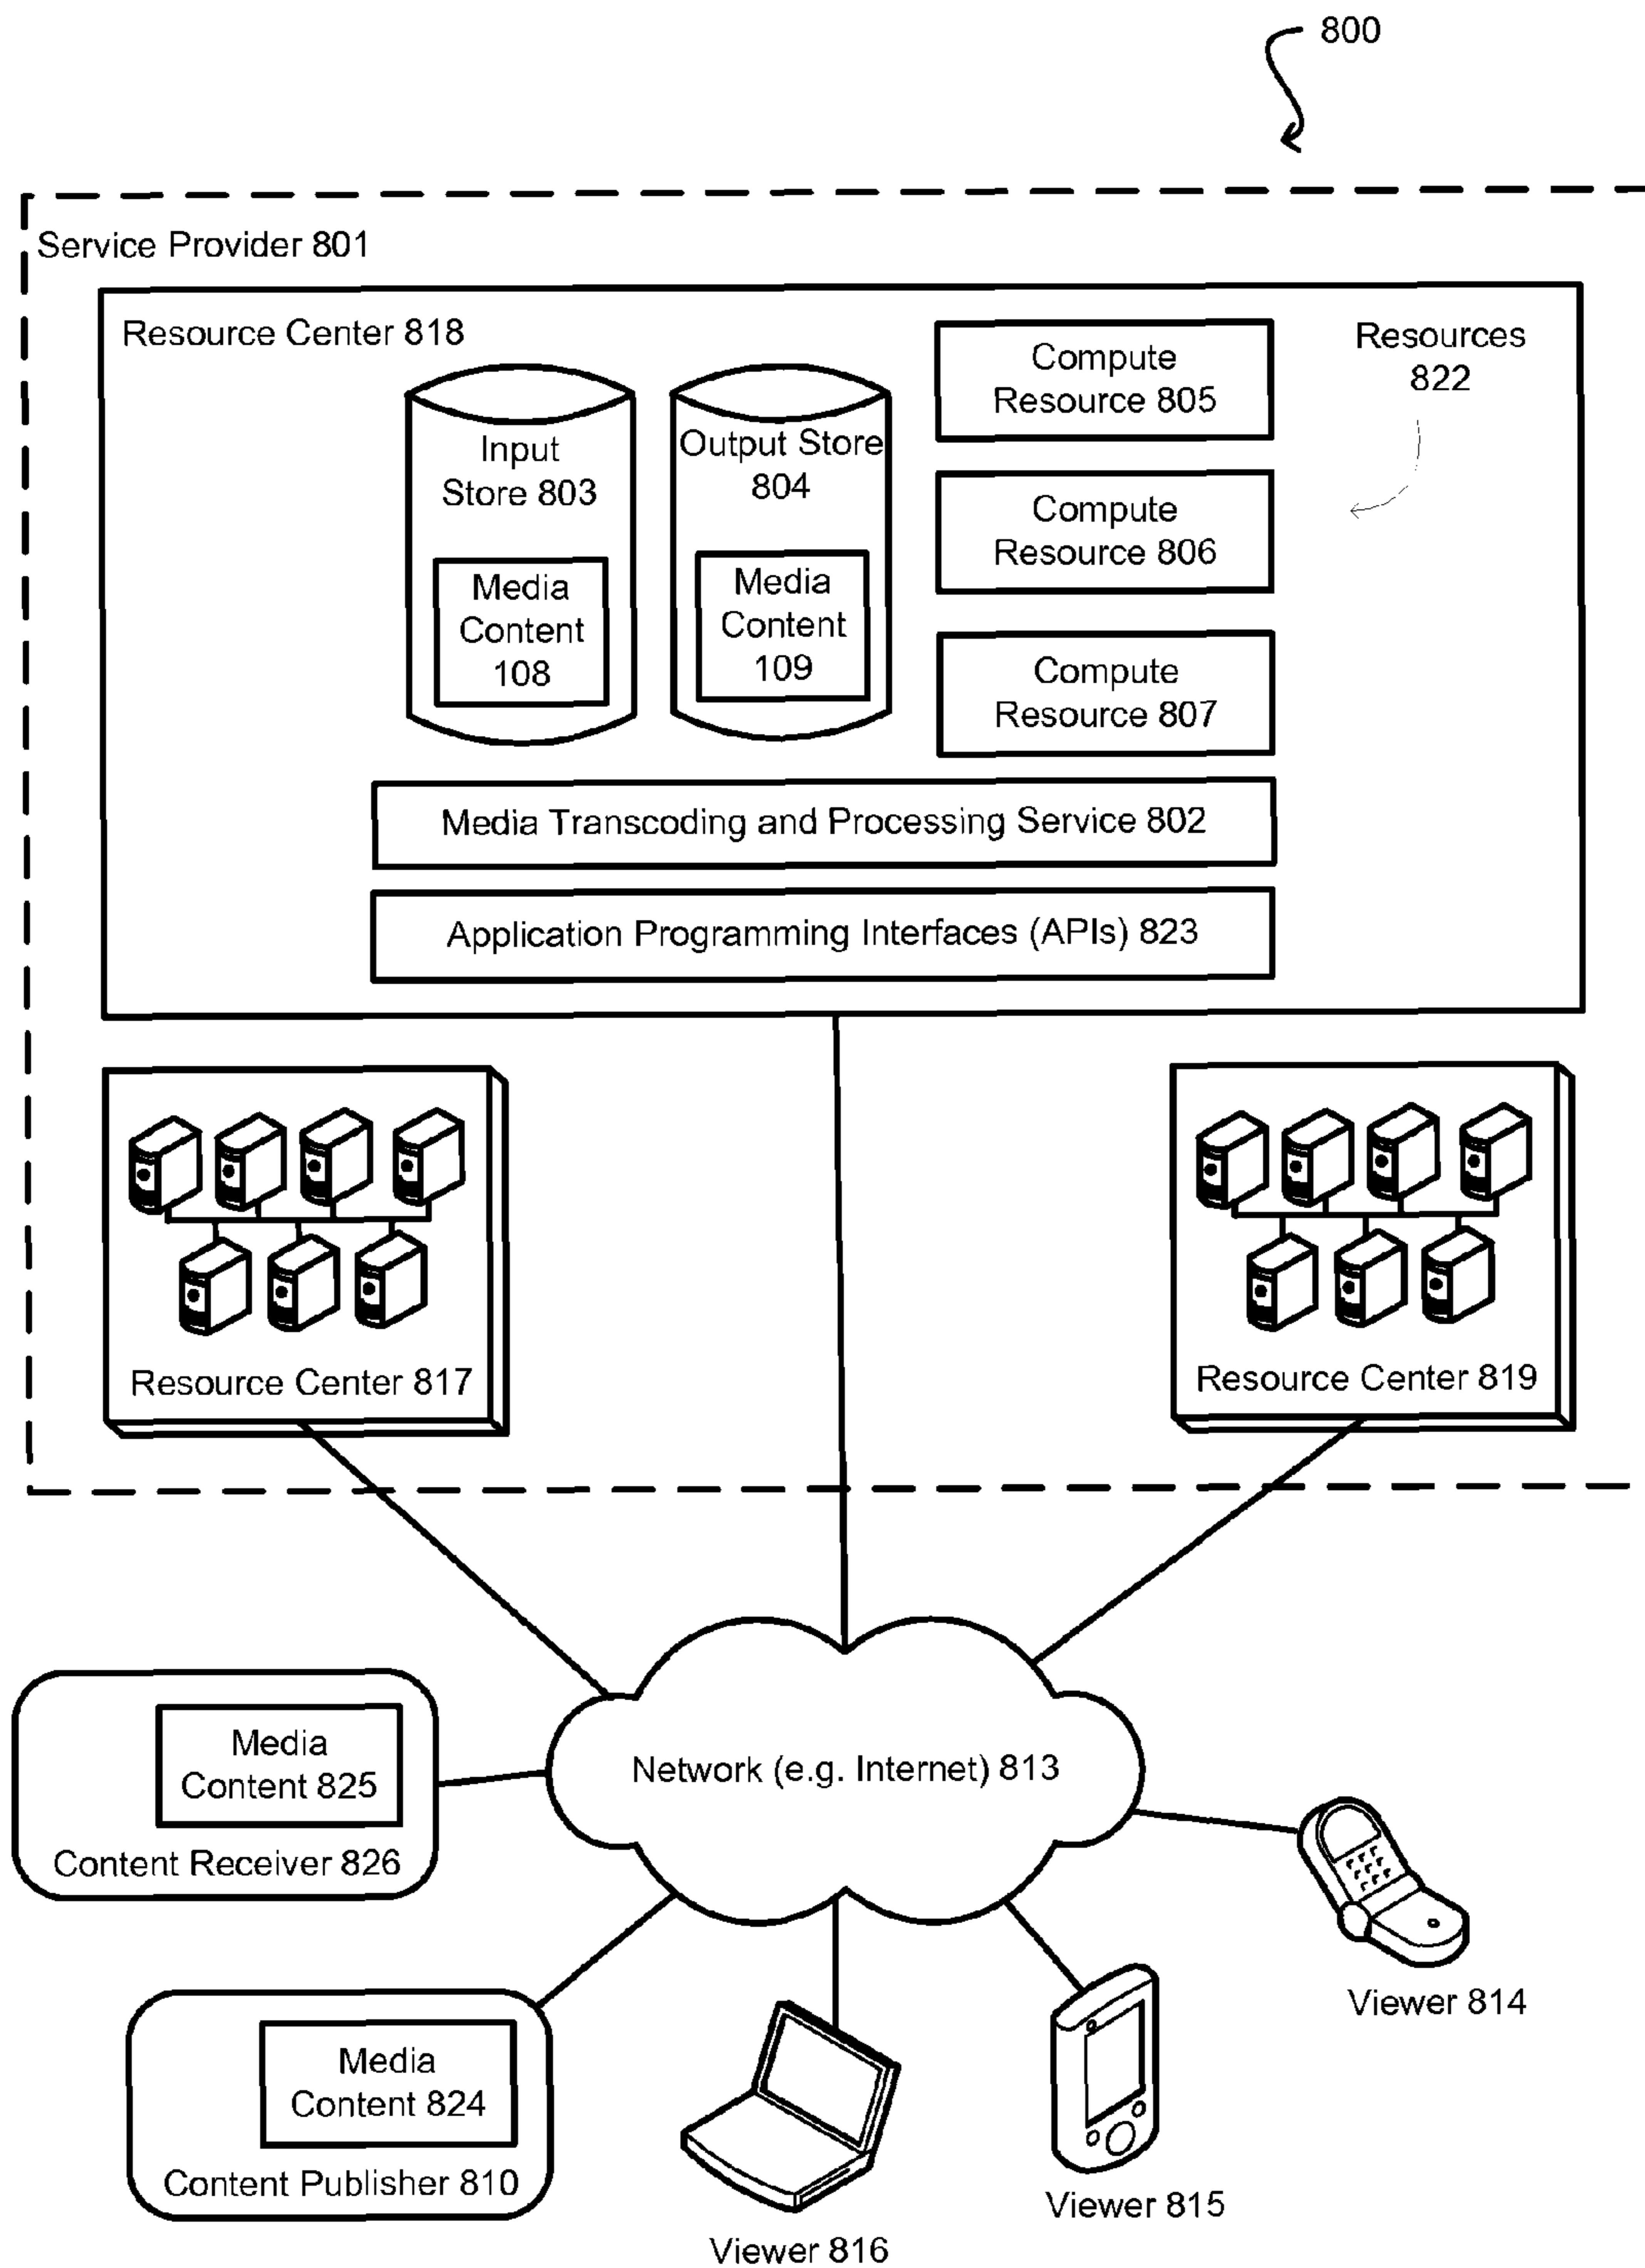 800
Service Provider 801
Resource Center 818
Input
Store 803
Media
Content
108
Output Store
804
Media
Content
109
Compute
Resource 805
Compute
Resource 806
Compute
Resource 807
Resources
822
Media Transcoding and Processing Service 802
Application Programming Interfaces (APIs) 823
Resource Center 817
Resource Center 819
Network (e.g. Internet) 813
Media
Content 825
Content Receiver 826
Media
Content 824
Content Publisher 810
Viewer 816
Viewer 815
Viewer 814